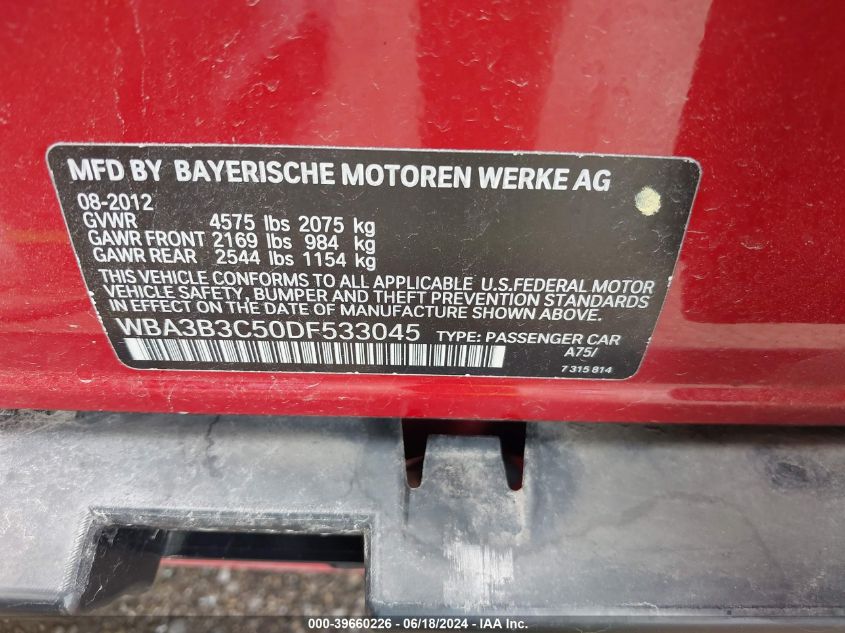 MFD BY BAYERISCHE MOTOREN WERKE AG
08-2012
GVWR 4575 lbs 2075 kg
GAWR FRONT 2169 lbs 984 kg
GAWR REAR 2544 lbs 1154 kg
THIS VEHICLE CONFORMS TO ALL APPLICABLE U.S.FEDERAL MOTOR
VEHICLE SAFETY, BUMPER AND THEFT PREVENTION STANDARDS
IN EFFECT ON THE DATE OF MANUFACTURE SHOWN ABOVE.
WBA3B3C50DF533045 TYPE: PASSENGER CAR
A75/
7 315 814
000-39660226 - 06/18/2024 - IAA Inc.